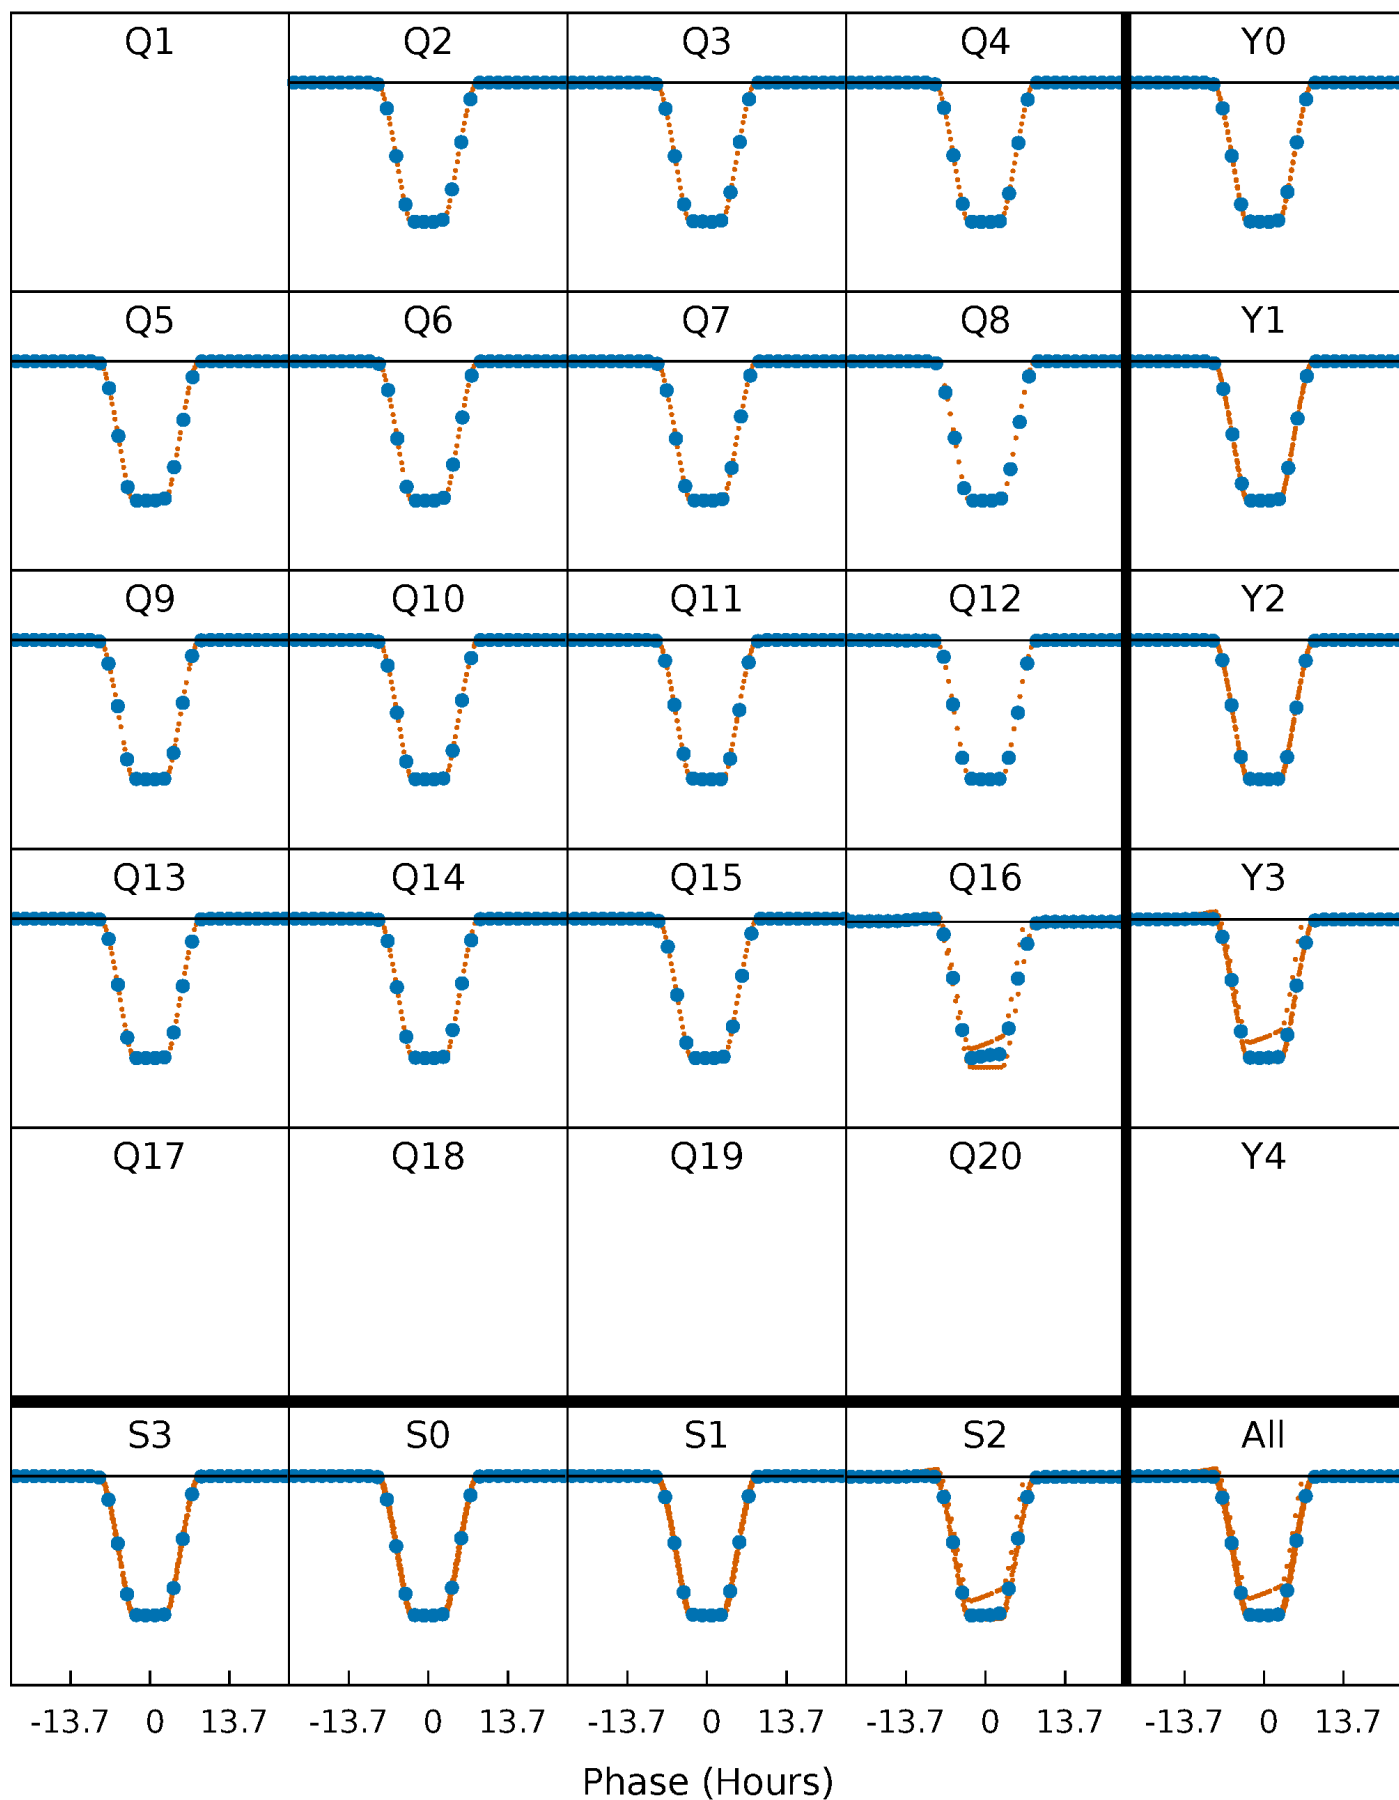 Q1 Q2 Q3 Q4 Y0
Q5 Q6 Q7 Q8 Y1
Q9 Q10 Q11 Q12 Y2
Q13 Q14 Q15 Q16 Y3
Q17 Q18 Q19 Q20 Y4
S3 S0 S1 S2 All
-13.7 0 13.7 -13.7 0 13.7 -13.7 0 13.7 -13.7 0 13.7 -13.7 0 13.7
Phase (Hours)